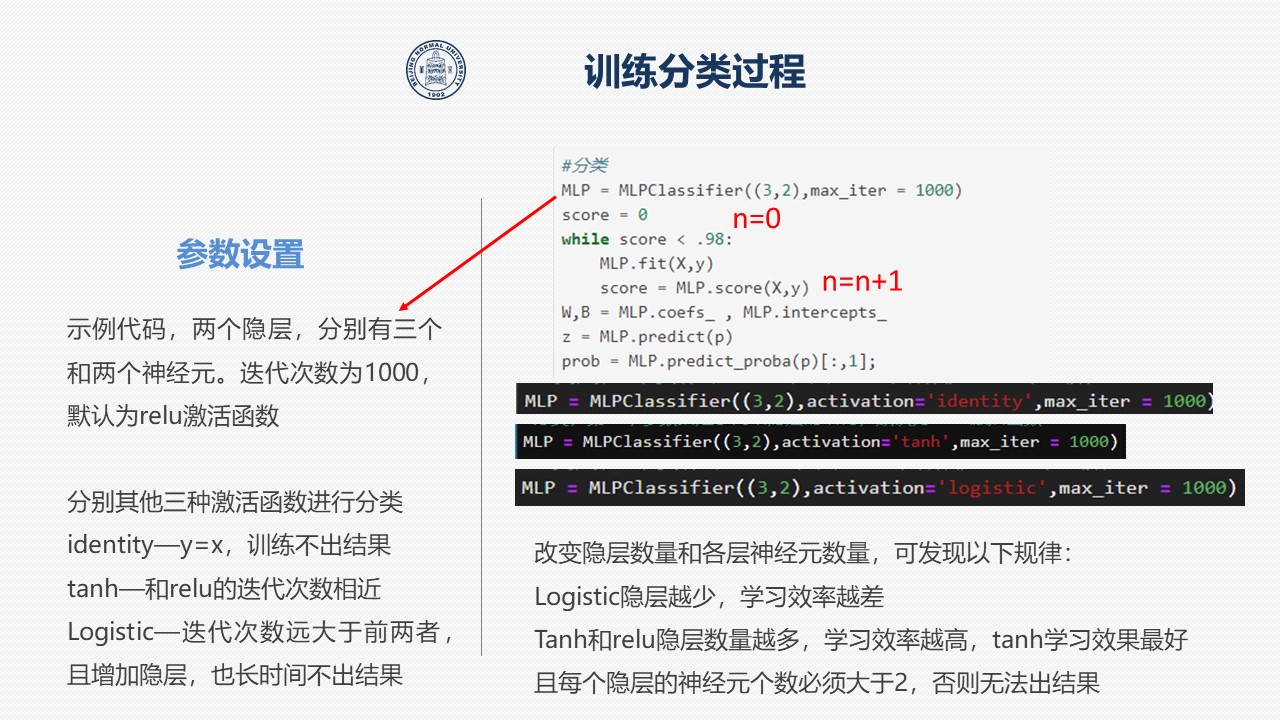 BEIJING NORMAL UNIVERSITY
1902
训练分类过程
参数设置
示例代码，两个隐层，分别有三个
和两个神经元。迭代次数为1000，
默认为relu激活函数
分别其他三种激活函数进行分类
identity—y=x，训练不出结果
tanh—和relu的迭代次数相近
Logistic—迭代次数远大于前两者，
且增加隐层，也长时间不出结果
#分类
MLP = MLPClassifier((3,2),max_iter = 1000)
score = 0
n=0
while score < .98:
MLP.fit(X,y)
score = MLP.score(X,y)
n=n+1
W,B = MLP.coefs_ , MLP.intercepts_
z = MLP.predict(p)
prob = MLP.predict_proba(p)[:,1];
MLP = MLPClassifier((3,2),activation='identity',max_iter = 1000)
MLP = MLPClassifier((3,2),activation='tanh',max_iter = 1000)
MLP = MLPClassifier((3,2),activation='logistic',max_iter = 1000)
改变隐层数量和各层神经元数量，可发现以下规律：
Logistic隐层越少，学习效率越差
Tanh和relu隐层数量越多，学习效率越高，tanh学习效果最好
且每个隐层的神经元个数必须大于2，否则无法出结果